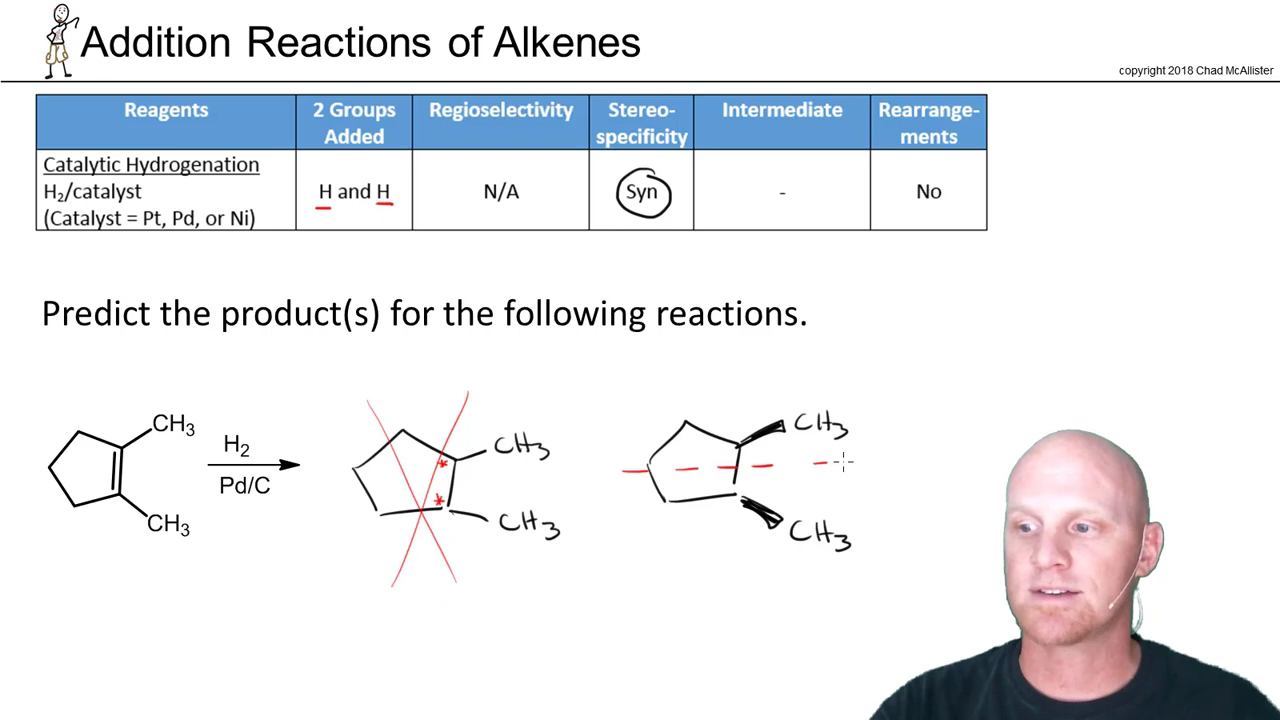 Addition Reactions of Alkenes
copyright 2018 Chad McAllister
Reagents
2 Groups Added
Regioselectivity
Stereo-specificity
Intermediate
Rearrange-ments
Catalytic Hydrogenation
H₂/catalyst
(Catalyst = Pt, Pd, or Ni)
H and H
N/A
Syn
-
No
Predict the product(s) for the following reactions.
CH₃
CH₃
H₂
Pd/C
CH₃
CH₃
CH₃
CH₃